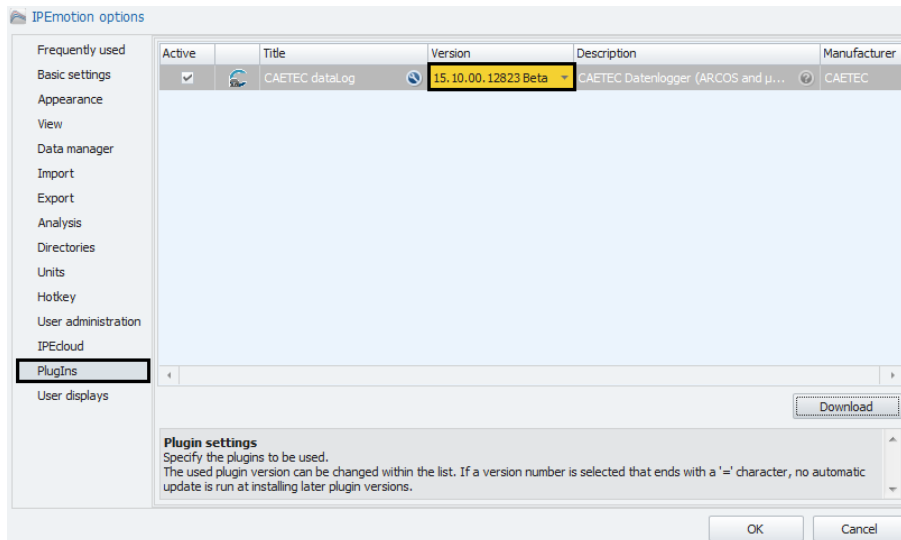 IPEmotion options
Frequently used
Basic settings
Appearance
View
Data manager
Import
Export
Analysis
Directories
Units
Hotkey
User administration
IPEcloud
PlugIns
User displays
Active Title Version Description Manufacturer
CAETEC dataLog 15.10.00.12823 Beta CAETEC Datenlogger (ARCOS and µ... CAETEC
Download
Plugin settings
Specify the plugins to be used.
The used plugin version can be changed within the list. If a version number is selected that ends with a '=' character, no automatic
update is run at installing later plugin versions.
OK Cancel